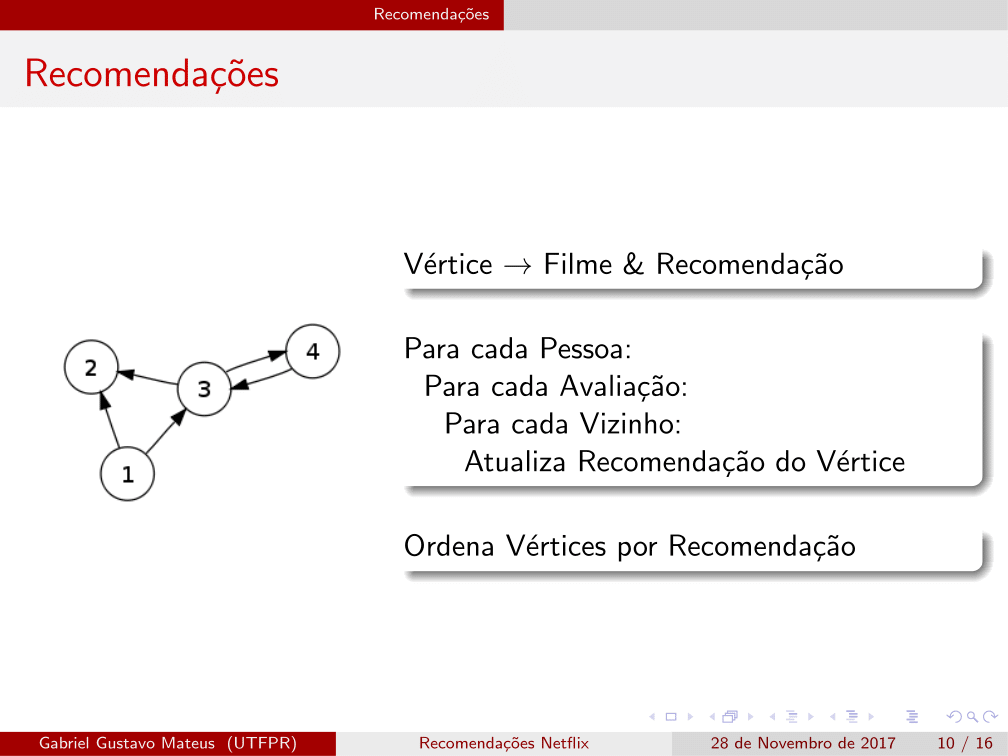 Recomendações
Recomendações
Vértice → Filme & Recomendação
2
4
3
1
Para cada Pessoa:
Para cada Avaliação:
Para cada Vizinho:
Atualiza Recomendação do Vértice
Ordena Vértices por Recomendação
Gabriel Gustavo Mateus (UTFPR)
Recomendações Netflix
28 de Novembro de 2017
10 / 16